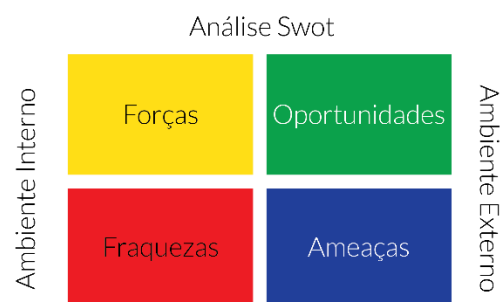 Análise Swot
Ambiente Interno
Forças
Oportunidades
Fraquezas
Ameaças
Ambiente Externo